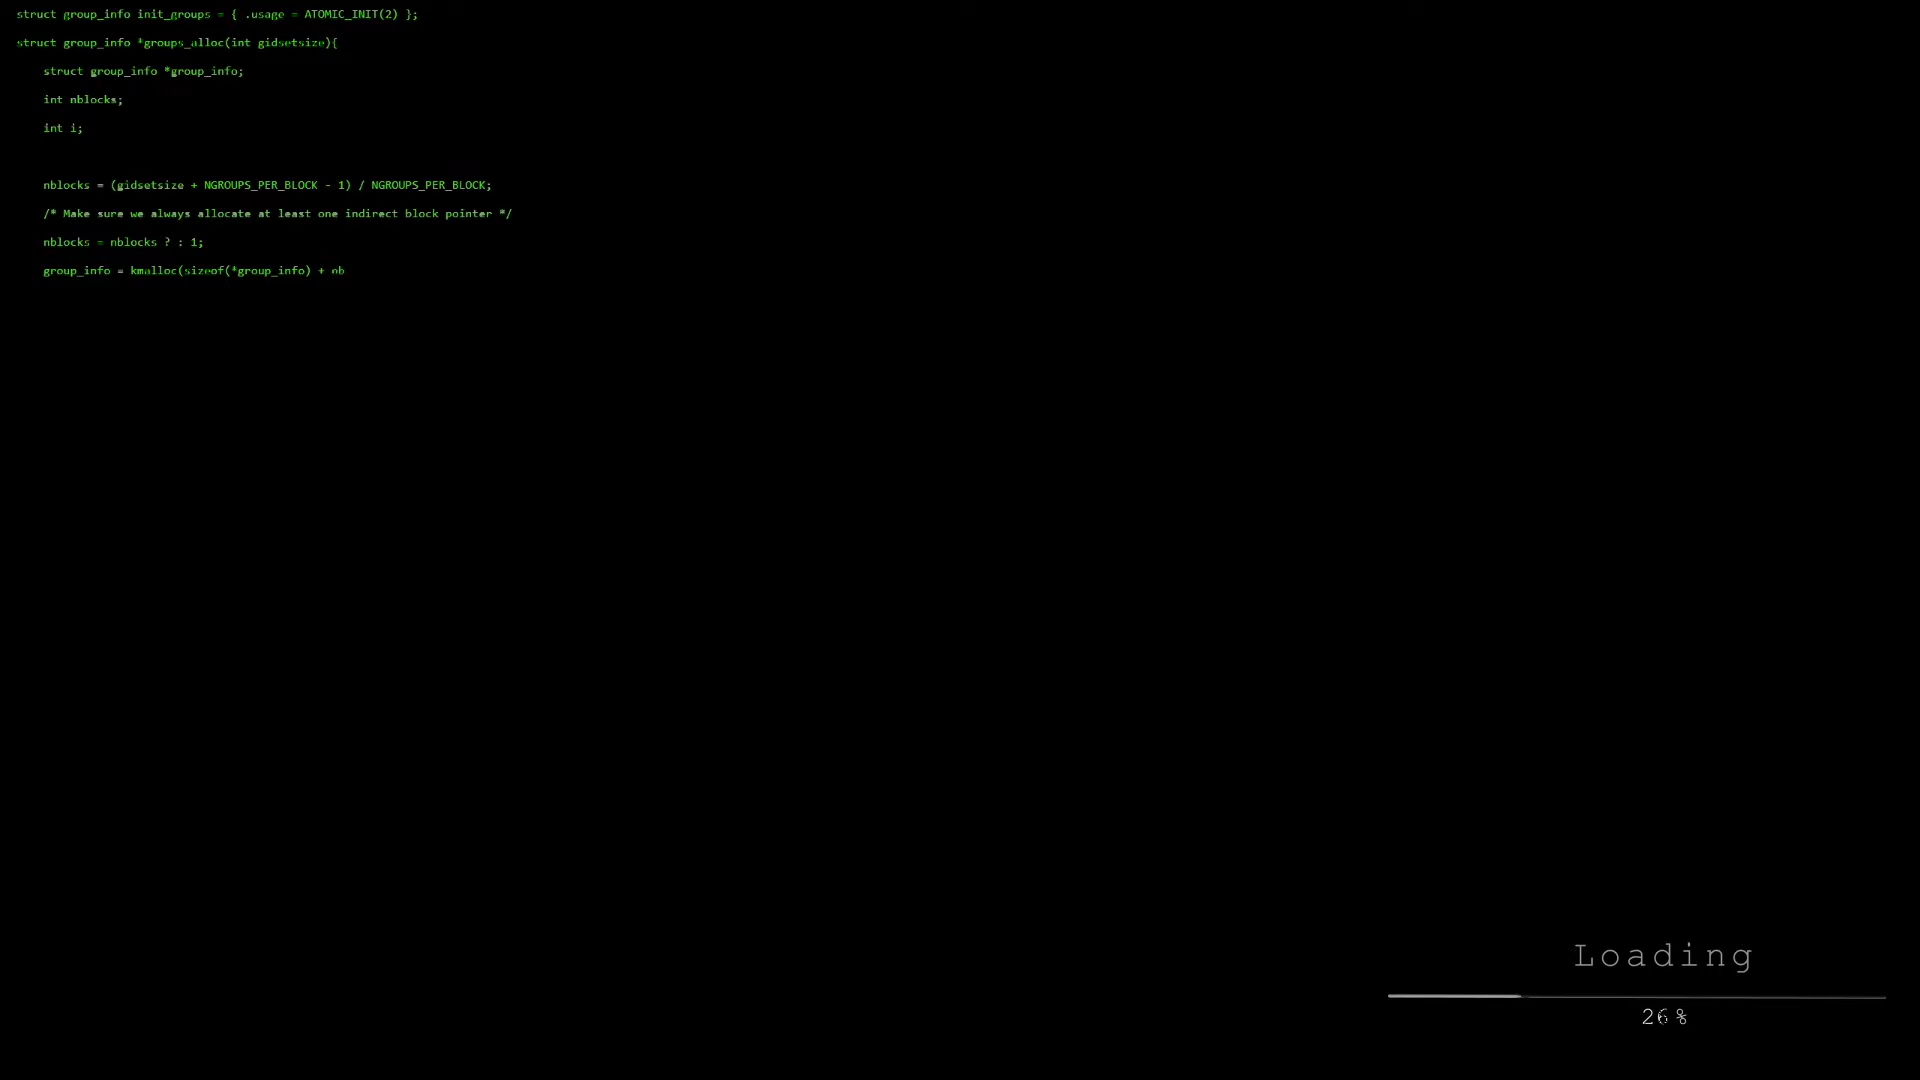 struct group_info init_groups = { .usage = ATOMIC_INIT(2) };
struct group_info *groups_alloc(int gidsetsize){
struct group_info *group_info;
int nblocks;
int i;
nblocks = (gidsetsize + NGROUPS_PER_BLOCK - 1) / NGROUPS_PER_BLOCK;
/* Make sure we always allocate at least one indirect block pointer */
nblocks = nblocks ? : 1;
group_info = kmalloc(sizeof(*group_info) + nb
Loading
26%